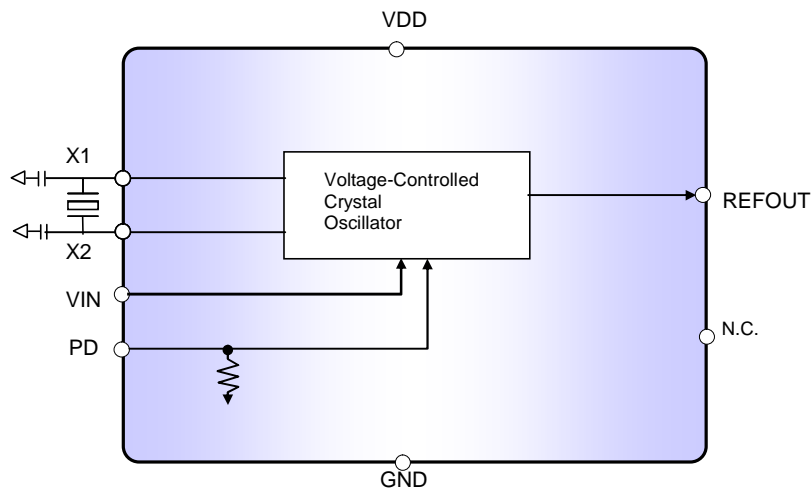 VDD
X1
Voltage-Controlled
Crystal
Oscillator
REFOUT
X2
VIN
N.C.
PD
GND